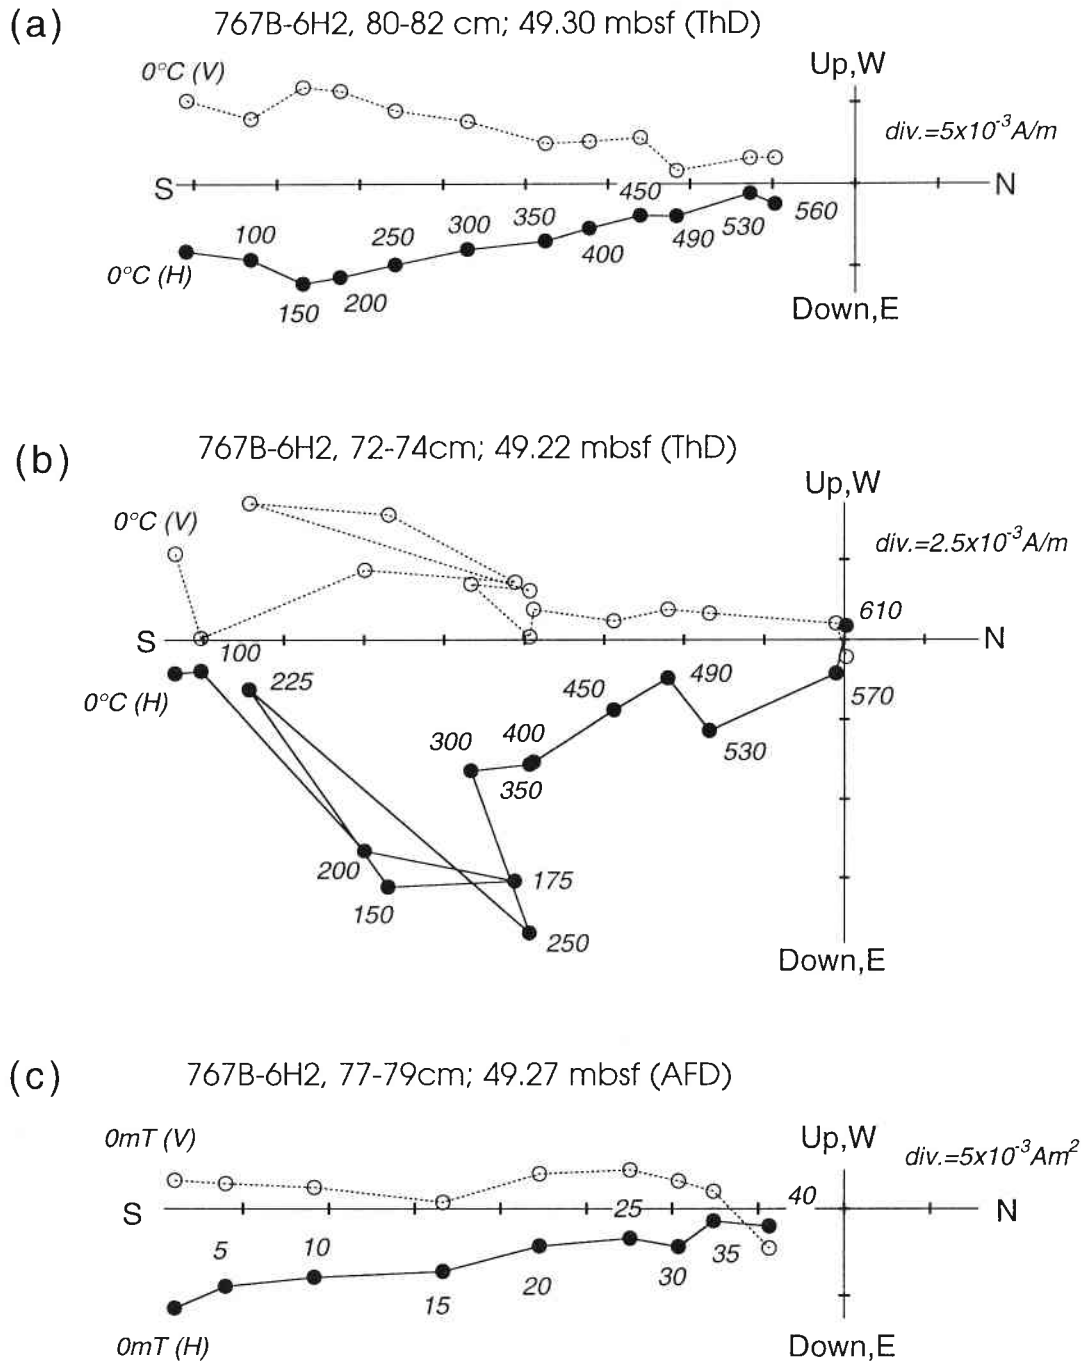 (a)
767B-6H2, 80-82 cm; 49.30 mbsf (ThD)
0°C (V)
Up,W
div.=5x10⁻³A/m
S
N
450
100
250
300
350
530
560
400
490
0°C (H)
150
200
Down,E
(b)
767B-6H2, 72-74cm; 49.22 mbsf (ThD)
Up,W
0°C (V)
div.=2.5x10⁻³A/m
610
S
N
100
225
490
0°C (H)
450
570
300
400
530
350
200
175
150
250
Down,E
(c)
767B-6H2, 77-79cm; 49.27 mbsf (AFD)
0mT (V)
Up,W
div.=5x10⁻³Am²
40
S
25
N
5
10
35
20
30
15
0mT (H)
Down,E